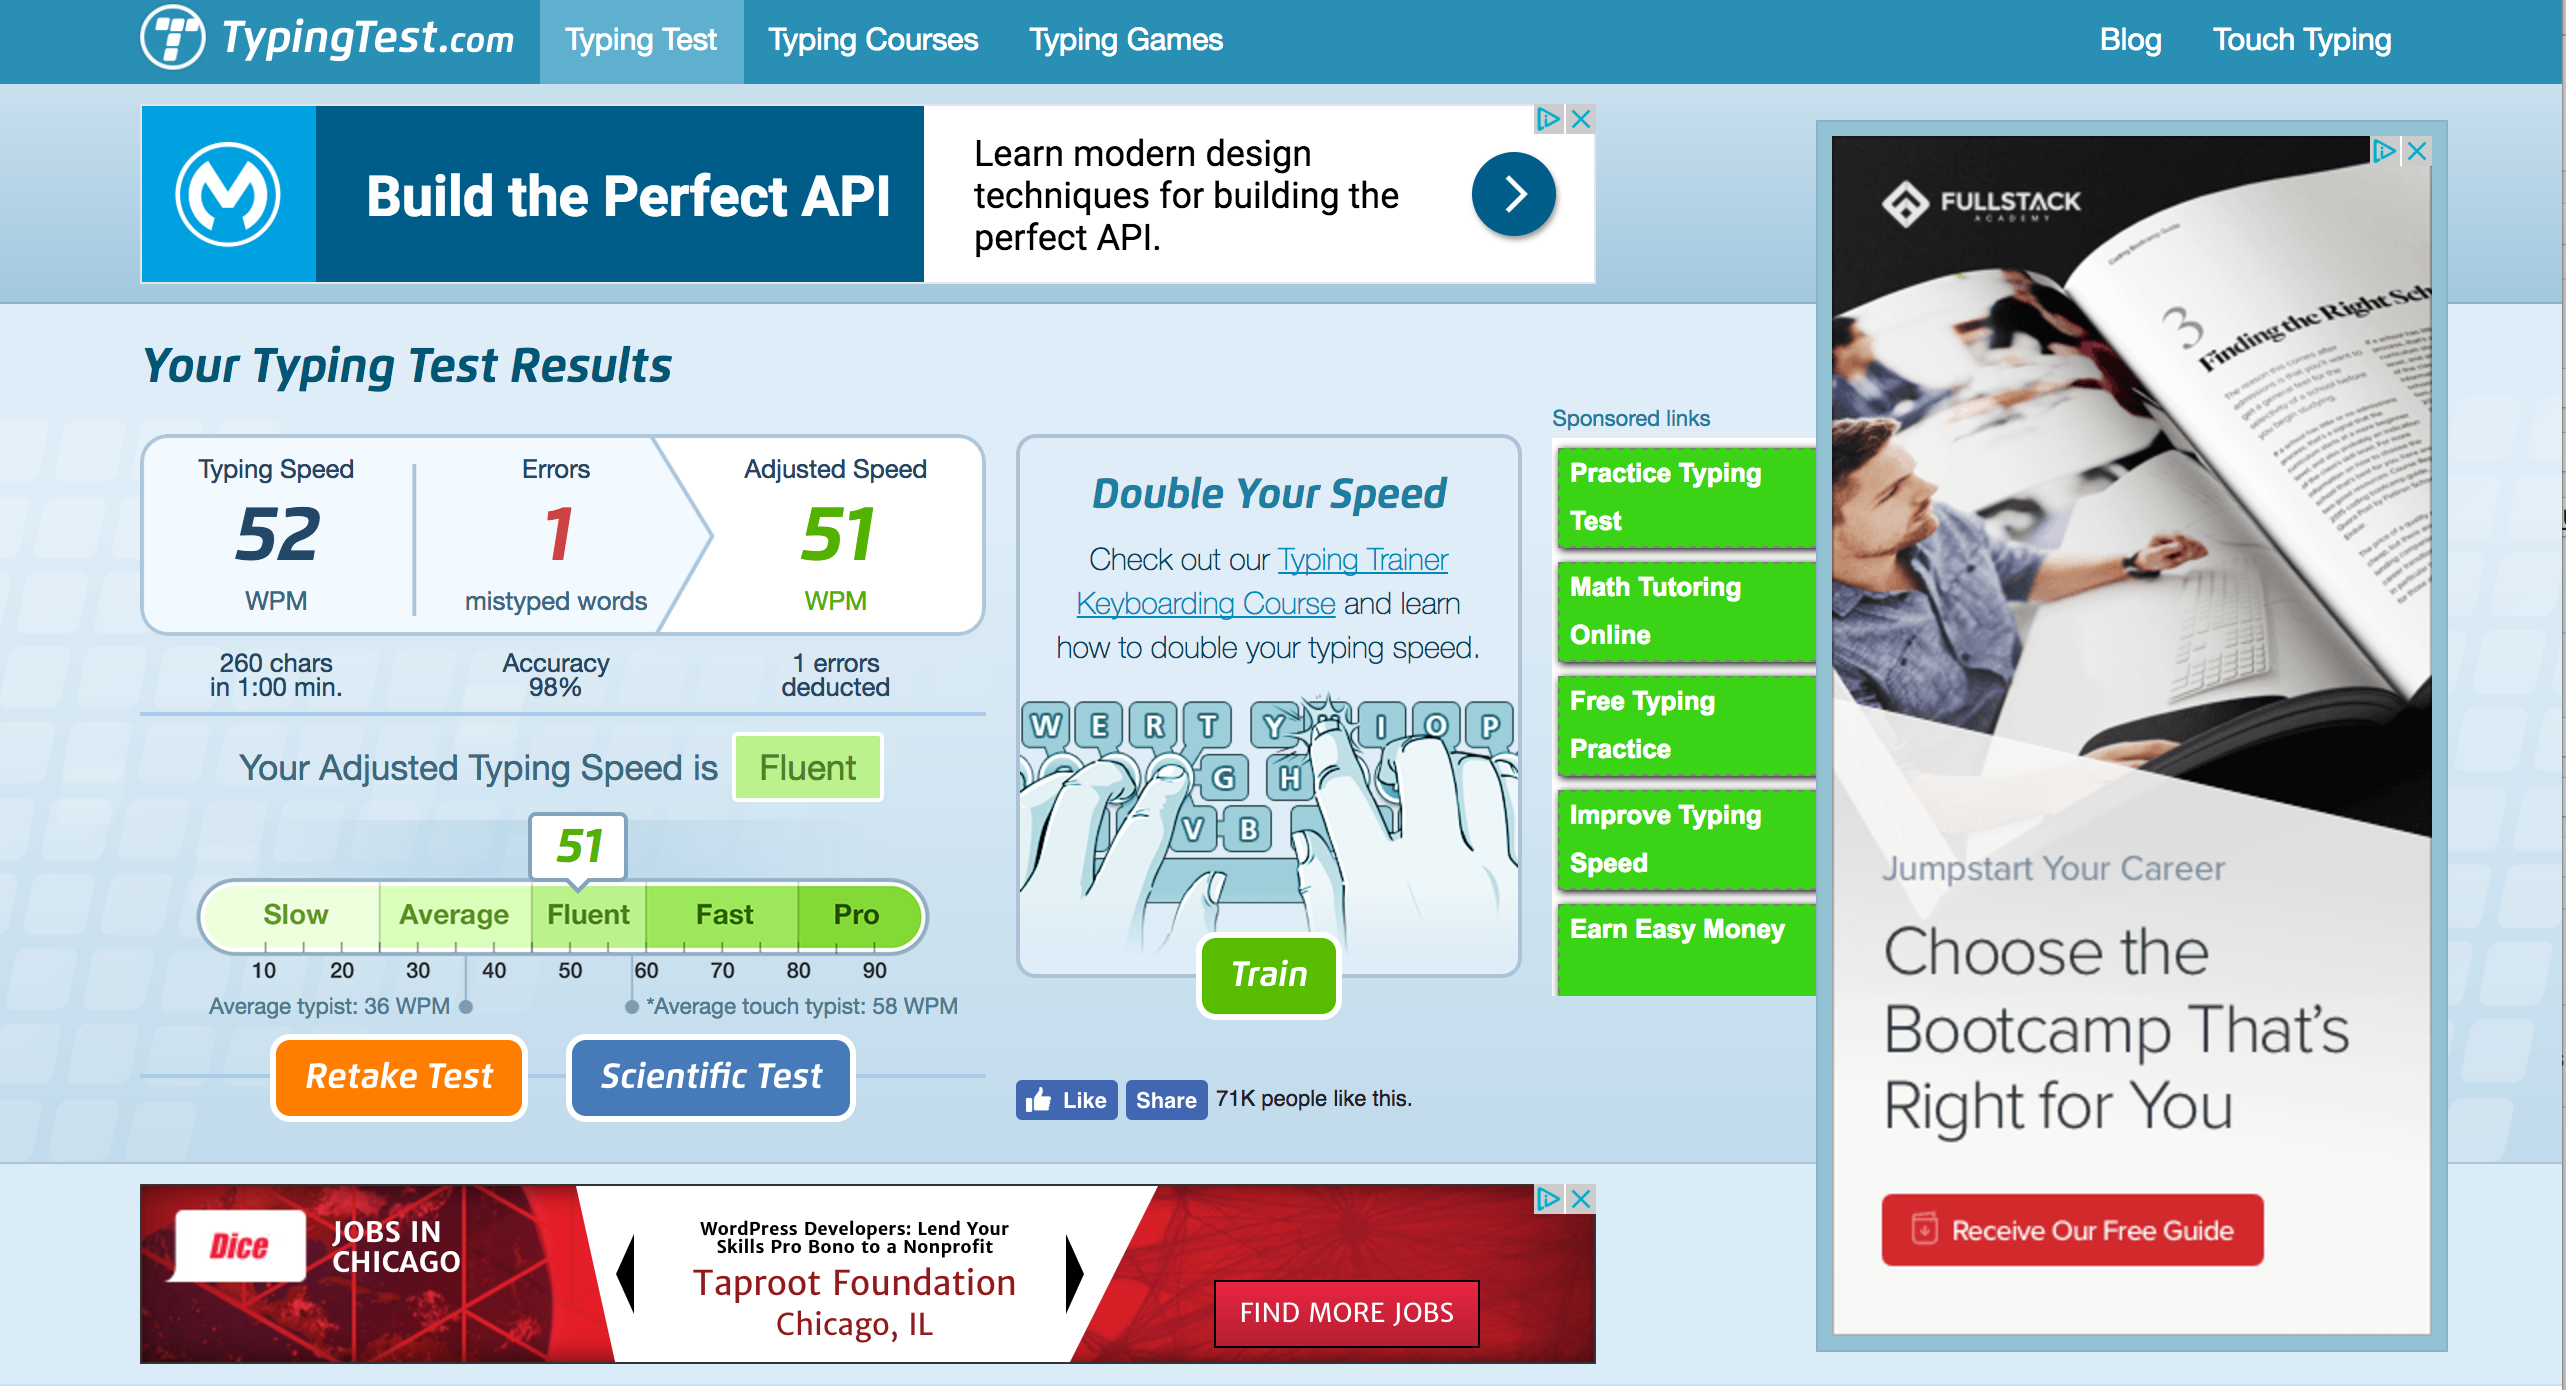 TypingTest.com
Typing Test
Typing Courses
Typing Games
Blog
Touch Typing
Build the Perfect API
Learn modern design
techniques for building the
perfect API.
Your Typing Test Results
Typing Speed
52
WPM
260 chars
in 1:00 min.
Errors
1
mistyped words
Accuracy
98%
Adjusted Speed
51
WPM
1 errors
deducted
Your Adjusted Typing Speed is Fluent
51
Slow Average Fluent Fast Pro
10 20 30 40 50 60 70 80 90
Average typist: 36 WPM
*Average touch typist: 58 WPM
Retake Test
Scientific Test
Double Your Speed
Check out our Typing Trainer
Keyboarding Course and learn
how to double your typing speed.
W E R T Y I O P
G H
V B
Train
Like
Share
71K people like this.
Sponsored links
Practice Typing
Test
Math Tutoring
Online
Free Typing
Practice
Improve Typing
Speed
Earn Easy Money
FULLSTACK
ACADEMY
Coding Bootcamp Guide
3
Finding the Right Sch
Jumpstart Your Career
Choose the
Bootcamp That's
Right for You
Receive Our Free Guide
Dice
JOBS IN
CHICAGO
WordPress Developers: Lend Your
Skills Pro Bono to a Nonprofit
Taproot Foundation
Chicago, IL
FIND MORE JOBS